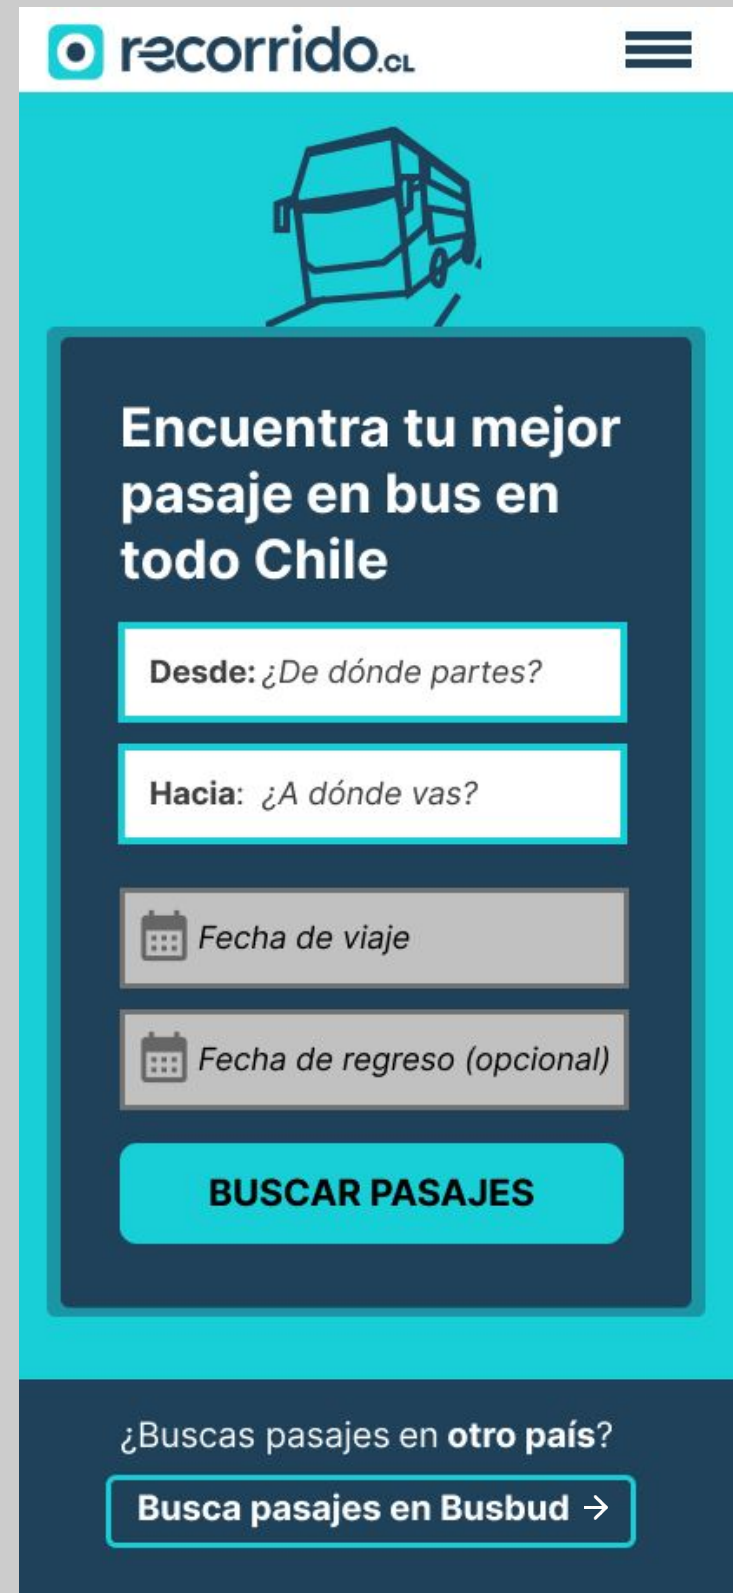 recorrido.CL
Encuentra tu mejor
pasaje en bus en
todo Chile
Desde: ¿De dónde partes?
Hacia: ¿A dónde vas?
Fecha de viaje
Fecha de regreso (opcional)
BUSCAR PASAJES
¿Buscas pasajes en otro país?
Busca pasajes en Busbud →